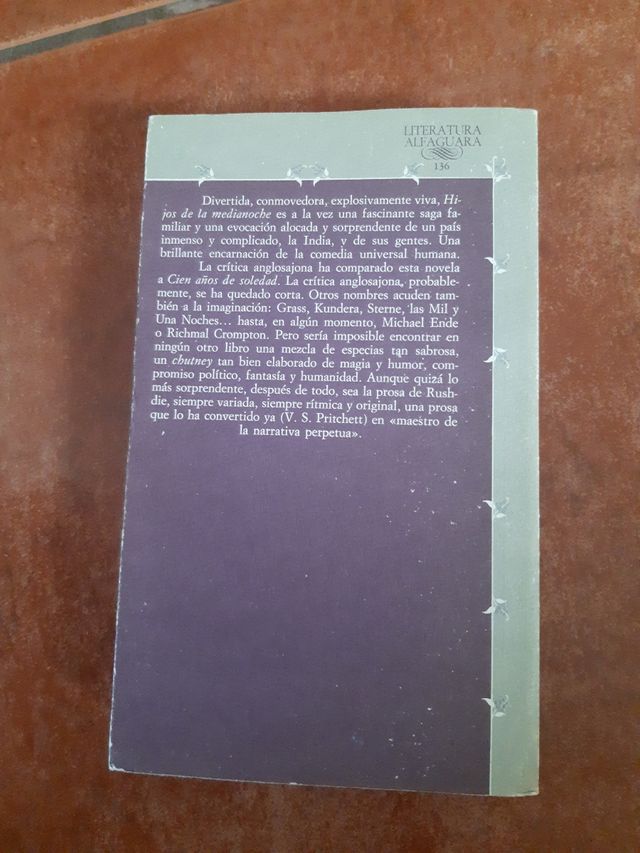 LITERATURA
ALFAGUARA
136
Divertida, conmovedora, explosivamente viva, Hi-
jos de la medianoche es a la vez una fascinante saga fa-
miliar y una evocación alocada y sorprendente de un país
inmenso y complicado, la India, y de sus gentes. Una
brillante encarnación de la comedia universal humana.
La crítica anglosajona ha comparado esta novela
a Cien años de soledad. La crítica anglosajona, probable-
mente, se ha quedado corta. Otros nombres acuden tam-
bién a la imaginación: Grass, Kundera, Sterne, las Mil y
Una Noches... hasta, en algún momento, Michael Ende
o Richmal Crompton. Pero sería imposible encontrar en
ningún otro libro una mezcla de especias tan sabrosa,
un chutney tan bien elaborado de magia y humor, com-
promiso político, fantasía y humanidad. Aunque quizá lo
más sorprendente, después de todo, sea la prosa de Rush-
die, siempre variada, siempre rítmica y original, una prosa
que lo ha convertido ya (V. S. Pritchett) en «maestro de
la narrativa perpetua».